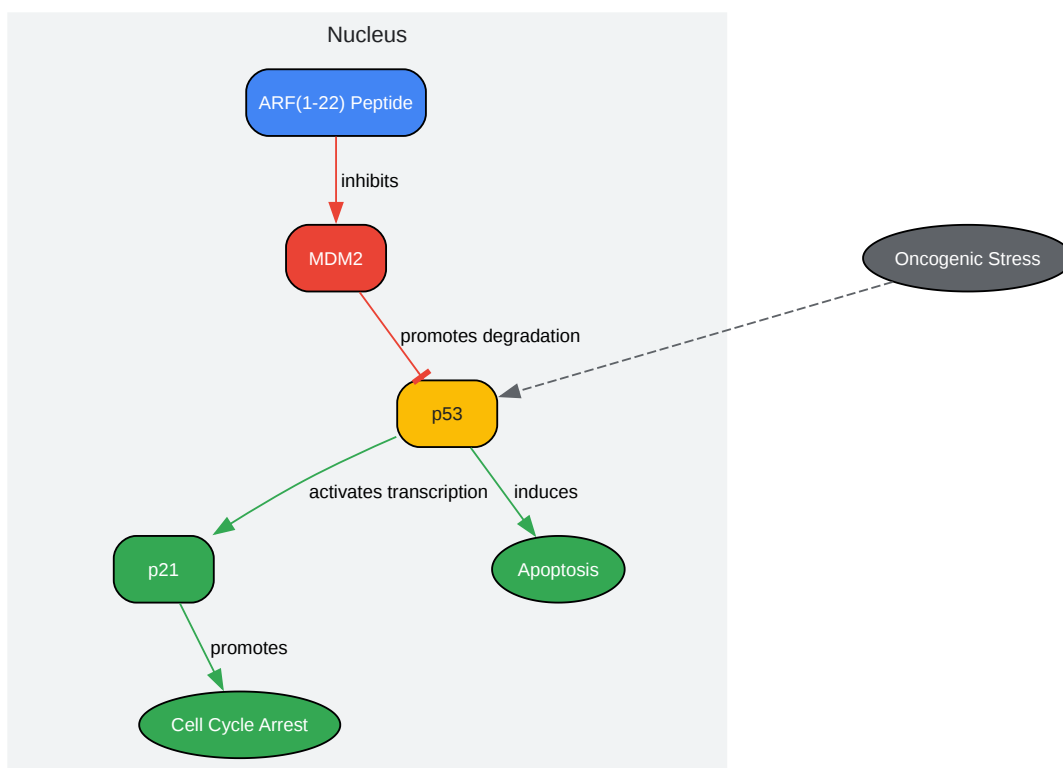 Nucleus
ARF(1-22) Peptide
inhibits
MDM2
Oncogenic Stress
promotes degradation
p53
activates transcription
induces
p21
Apoptosis
promotes
Cell Cycle Arrest